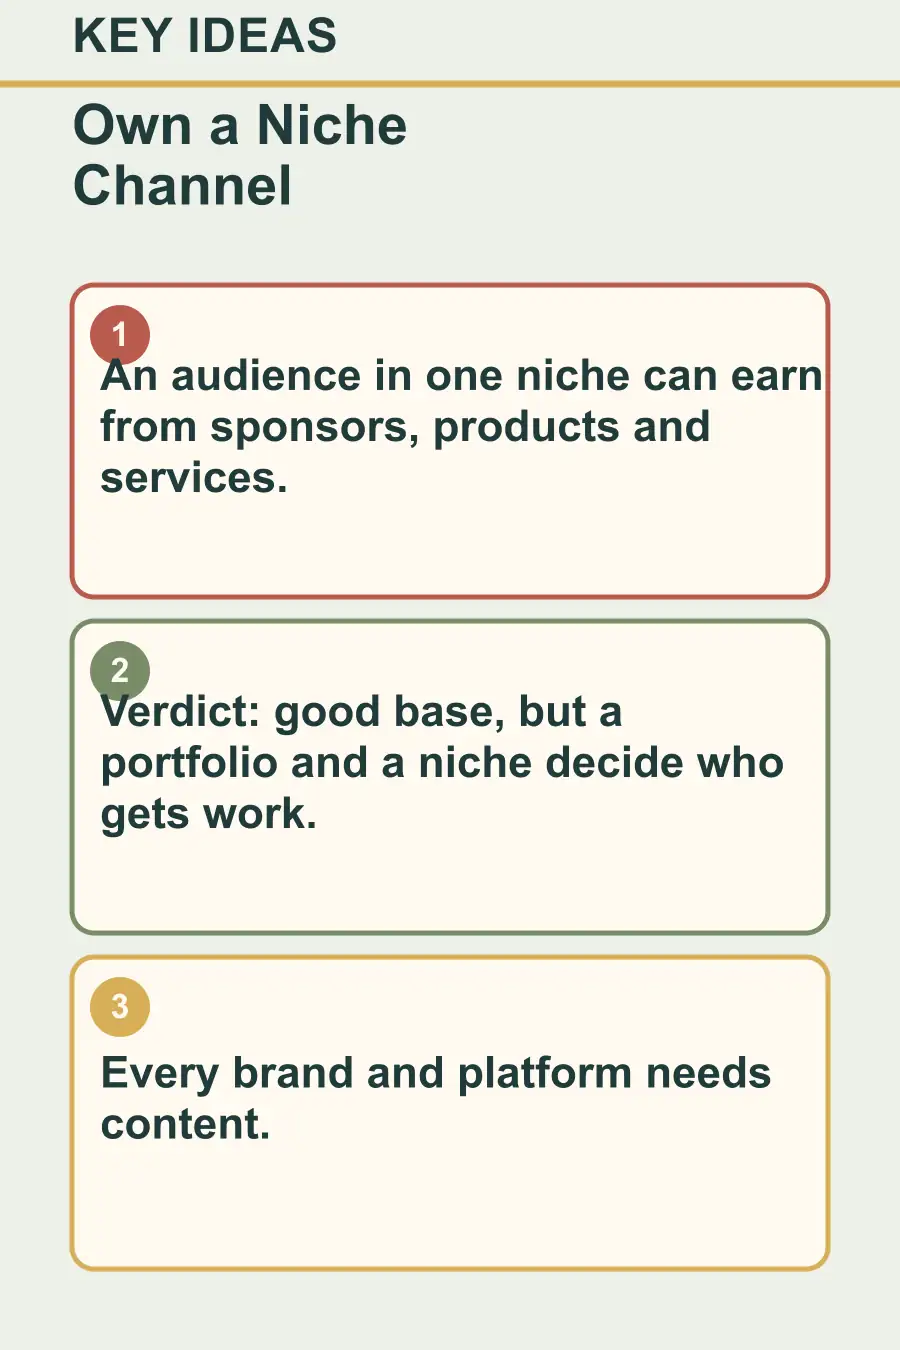 KEY IDEAS
Own a Niche
Channel
1
An audience in one niche can earn
from sponsors, products and
services.
2
Verdict: good base, but a
portfolio and a niche decide who
gets work.
3
Every brand and platform needs
content.